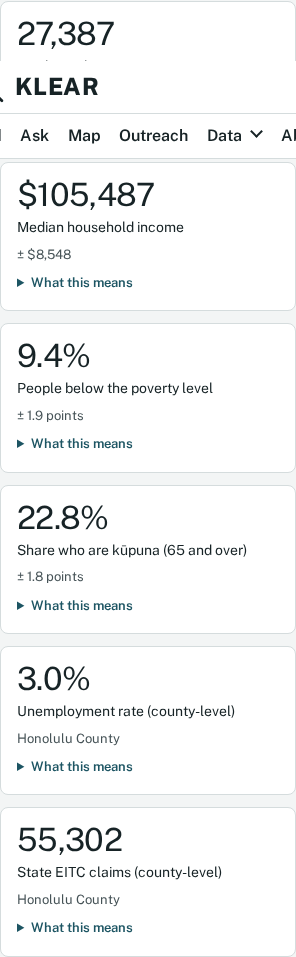 27,387
KLEAR
Ask Map Outreach Data
$105,487
Median household income
± $8,548
What this means
9.4%
People below the poverty level
± 1.9 points
What this means
22.8%
Share who are kūpuna (65 and over)
± 1.8 points
What this means
3.0%
Unemployment rate (county-level)
Honolulu County
What this means
55,302
State EITC claims (county-level)
Honolulu County
What this means